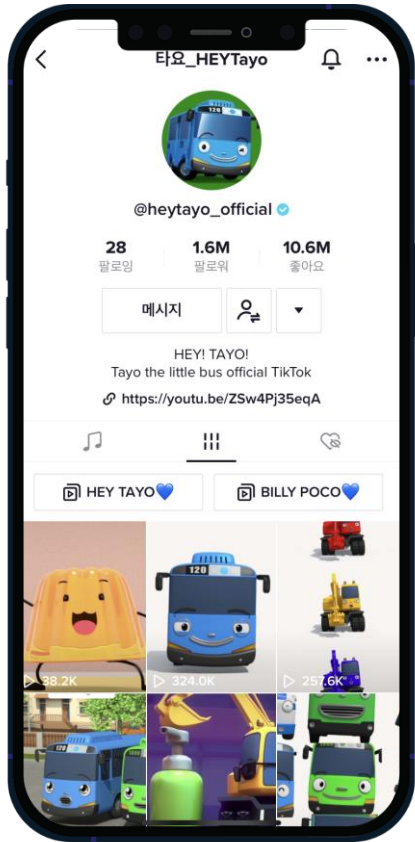 타요_HEYTayo
@heytayo_official
28 1.6M 10.6M
팔로잉 팔로워 좋아요
메시지
HEY! TAYO!
Tayo the little bus official TikTok
https://youtu.be/ZSw4Pj35eqA
HEY TAYO💙 BILLY POCO💙
120
38.2K 324.0K 257.6K
120